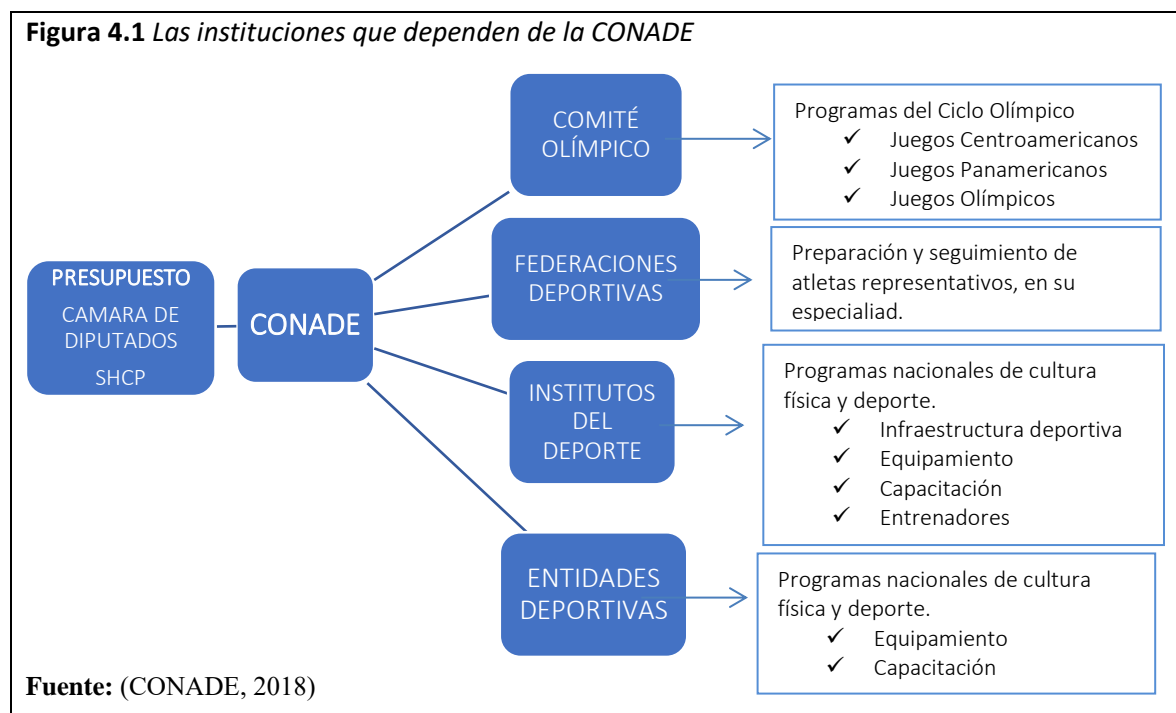 Figura 4.1 Las instituciones que dependen de la CONADE
PRESUPUESTO
CAMARA DE
DIPUTADOS
SHCP
CONADE
COMITÉ
OLÍMPICO
Programas del Ciclo Olímpico
✓ Juegos Centroamericanos
✓ Juegos Panamericanos
✓ Juegos Olímpicos
FEDERACIONES
DEPORTIVAS
Preparación y seguimiento de
atletas representativos, en su
especialiad.
INSTITUTOS
DEL
DEPORTE
Programas nacionales de cultura
física y deporte.
✓ Infraestructura deportiva
✓ Equipamiento
✓ Capacitación
✓ Entrenadores
ENTIDADES
DEPORTIVAS
Programas nacionales de cultura
física y deporte.
✓ Equipamiento
✓ Capacitación
Fuente: (CONADE, 2018)